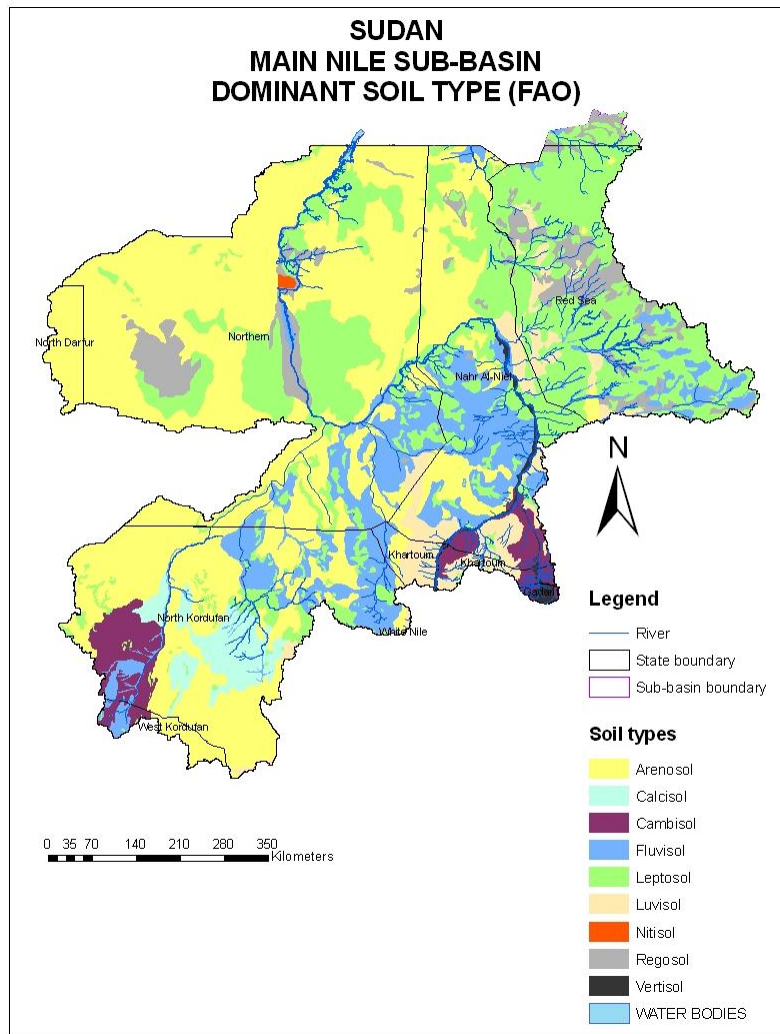 SUDAN
MAIN NILE SUB-BASIN
DOMINANT SOIL TYPE (FAO)
Red Sea
Northern
North Darfur
Nahr Al-Niel
N
Khartoum
Khartoum
Gadarif
White Nile
North Kordufan
West Kordufan
Legend
River
State boundary
Sub-basin boundary
Soil types
Arenosol
Calcisol
Cambisol
Fluvisol
Leptosol
Luvisol
Nitisol
Regosol
Vertisol
WATER BODIES
0 35 70 140 210 280 350
Kilometers